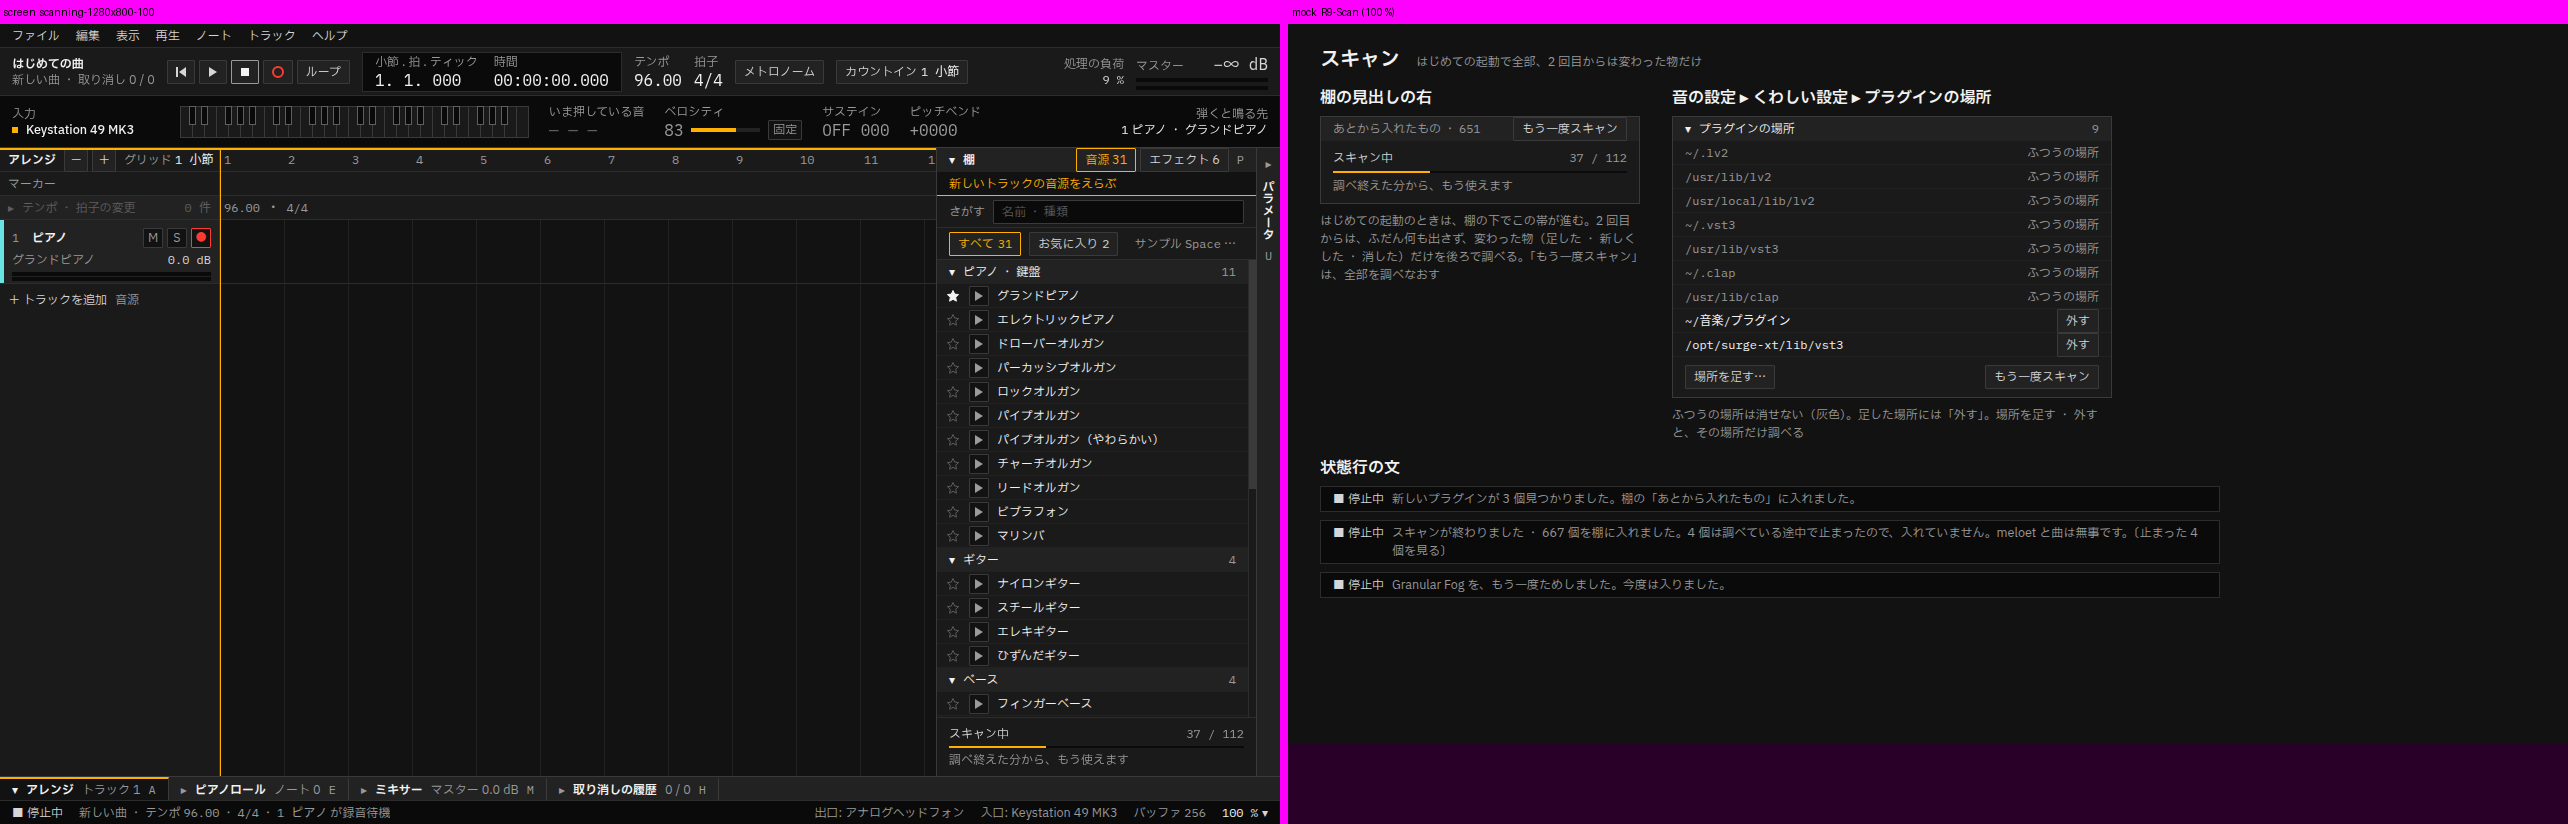 screen scanning-1280x800-100
ファイル 編集 表示 再生 ノート トラック ヘルプ
はじめての曲
新しい曲 · 取り消し 0 / 0
ループ
小節 . 拍 . ティック 時間
1. 1. 000 00:00:00.000
テンポ 拍子
96.00 4/4
メトロノーム
カウントイン 1 小節
処理の負荷
9 %
マスター −∞ dB
入力
Keystation 49 MK3
いま押している音
— — —
ベロシティ
83 固定
サステイン
OFF 000
ピッチベンド
+0000
弾くと鳴る先
1 ピアノ · グランドピアノ
アレンジ − + グリッド 1 小節
1 2 3 4 5 6 7 8 9 10 11 1
マーカー
▸ テンポ · 拍子の変更 0 件
96.00 · 4/4
1 ピアノ M S
グランドピアノ 0.0 dB
+ トラックを追加 音源
▾ 棚 音源 31 エフェクト 6 P
新しいトラックの音源をえらぶ
さがす 名前 · 種類
すべて 31 お気に入り 2 サンプル Space …
▾ ピアノ · 鍵盤 11
★ ▶ グランドピアノ
☆ ▶ エレクトリックピアノ
☆ ▶ ドローバーオルガン
☆ ▶ パーカッシブオルガン
☆ ▶ ロックオルガン
☆ ▶ パイプオルガン
☆ ▶ パイプオルガン（やわらかい）
☆ ▶ チャーチオルガン
☆ ▶ リードオルガン
☆ ▶ ビブラフォン
☆ ▶ マリンバ
▾ ギター 4
☆ ▶ ナイロンギター
☆ ▶ スチールギター
☆ ▶ エレキギター
☆ ▶ ひずんだギター
▾ ベース 4
☆ ▶ フィンガーベース
スキャン中 37 / 112
調べ終えた分から、もう使えます
▸ パラメータ U
▾ アレンジ トラック 1 A ▸ ピアノロール ノート 0 E ▸ ミキサー マスター 0.0 dB M ▸ 取り消しの履歴 0 / 0 H
■ 停止中 新しい曲 · テンポ 96.00 · 4/4 · 1 ピアノ が録音待機
出口: アナログヘッドフォン 入口: Keystation 49 MK3 バッファ 256 100 % ▾
mock R9-Scan (100 %)
スキャン はじめての起動で全部、2 回目からは変わった物だけ
棚の見出しの右
あとから入れたもの · 651 もう一度スキャン
スキャン中 37 / 112
調べ終えた分から、もう使えます
はじめての起動のときは、棚の下でこの帯が進む。2 回目
からは、ふだん何も出さず、変わった物（足した · 新しく
した · 消した）だけを後ろで調べる。「もう一度スキャン」
は、全部を調べなおす
音の設定 ▸ くわしい設定 ▸ プラグインの場所
▾ プラグインの場所 9
~/.lv2 ふつうの場所
/usr/lib/lv2 ふつうの場所
/usr/local/lib/lv2 ふつうの場所
~/.vst3 ふつうの場所
/usr/lib/vst3 ふつうの場所
~/.clap ふつうの場所
/usr/lib/clap ふつうの場所
~/音楽/プラグイン 外す
/opt/surge-xt/lib/vst3 外す
場所を足す… もう一度スキャン
ふつうの場所は消せない（灰色）。足した場所には「外す」。場所を足す · 外す
と、その場所だけ調べる
状態行の文
■ 停止中 新しいプラグインが 3 個見つかりました。棚の「あとから入れたもの」に入れました。
■ 停止中 スキャンが終わりました · 667 個を棚に入れました。4 個は調べている途中で止まったので、入れていません。meloet と曲は無事です。〔止まった 4
個を見る〕
■ 停止中 Granular Fog を、もう一度ためしました。今度は入りました。